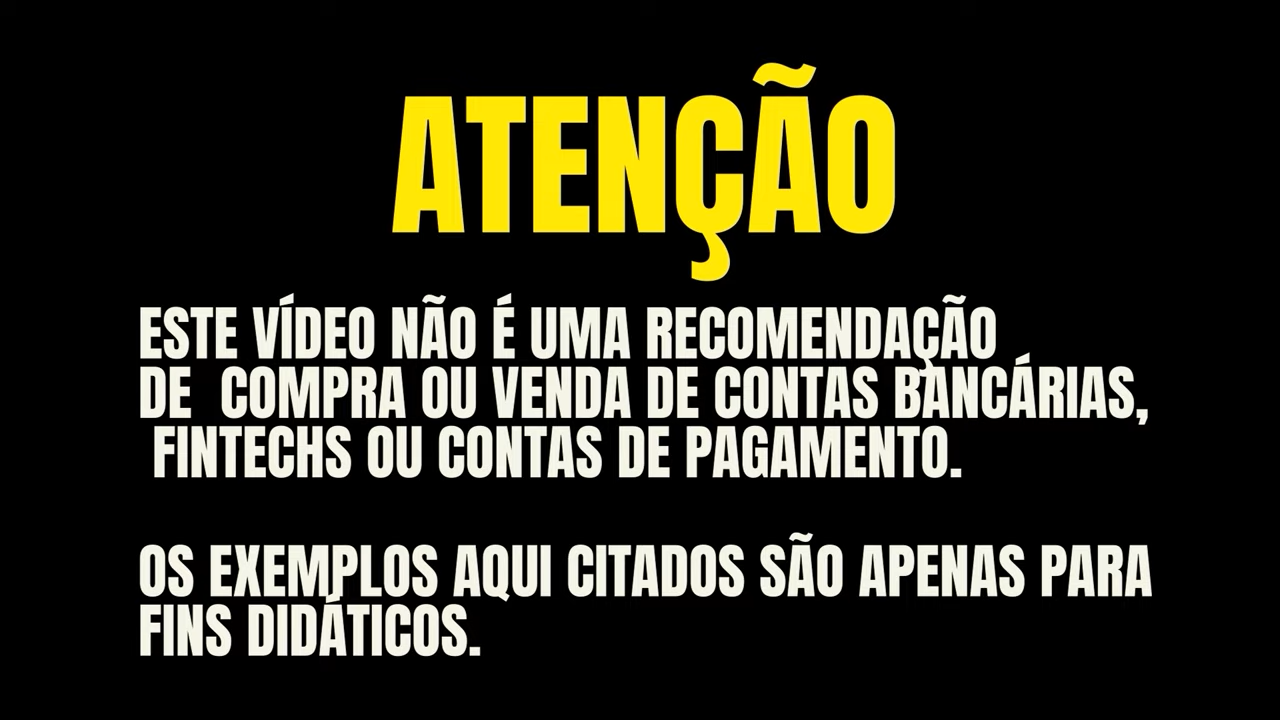 ATENÇÃO
ESTE VÍDEO NÃO É UMA RECOMENDAÇÃO
DE COMPRA OU VENDA DE CONTAS BANCÁRIAS,
FINTECHS OU CONTAS DE PAGAMENTO.
OS EXEMPLOS AQUI CITADOS SÃO APENAS PARA
FINS DIDÁTICOS.